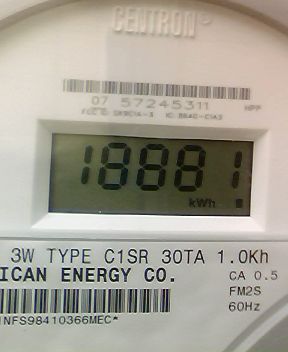 CENTRON
07 57245311 HPP
18881
kWh
3W TYPE C1SR 30TA 1.0Kh
ICAN ENERGY CO.
CA 0.5
FM2S
60Hz
INFS98410366MEC*